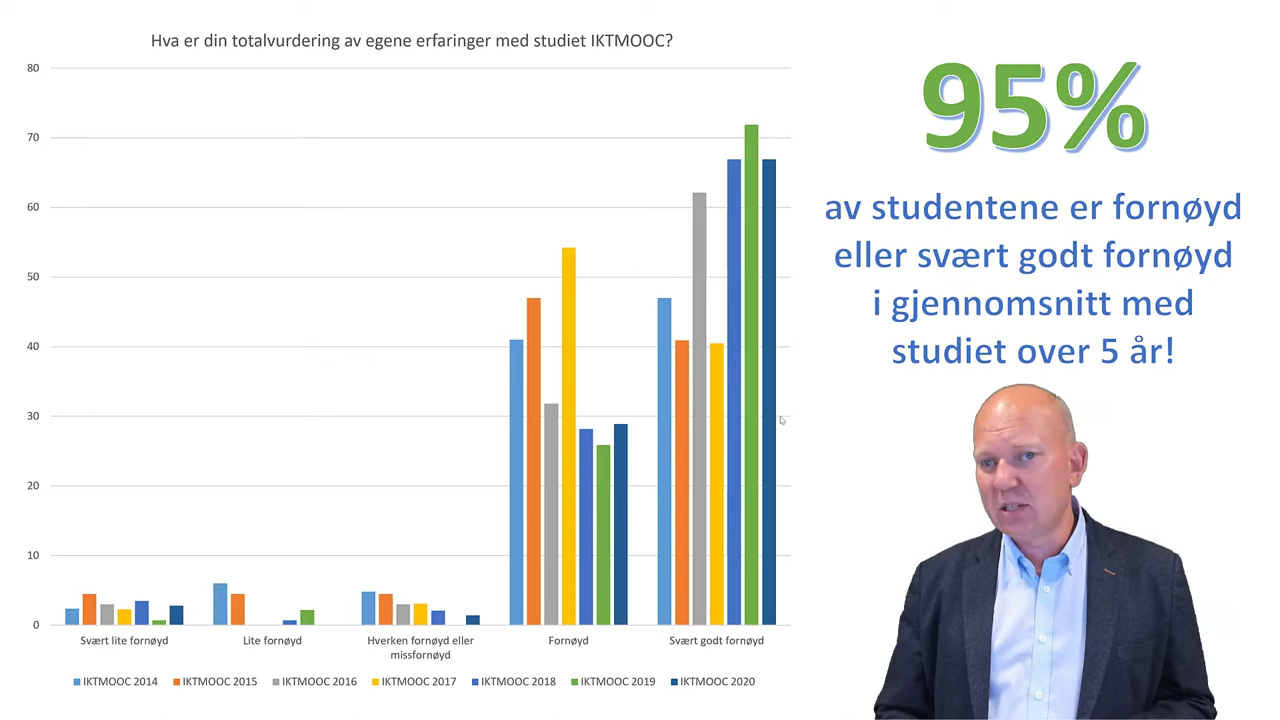 Hva er din totalvurdering av egene erfaringer med studiet IKTMOOC?
80
70
60
50
40
30
20
10
0
Svært lite fornøyd
Lite fornøyd
Hverken fornøyd eller
missfornøyd
Fornøyd
Svært godt fornøyd
IKTMOOC 2014
IKTMOOC 2015
IKTMOOC 2016
IKTMOOC 2017
IKTMOOC 2018
IKTMOOC 2019
IKTMOOC 2020
95%
av studentene er fornøyd
eller svært godt fornøyd
i gjennomsnitt med
studiet over 5 år!